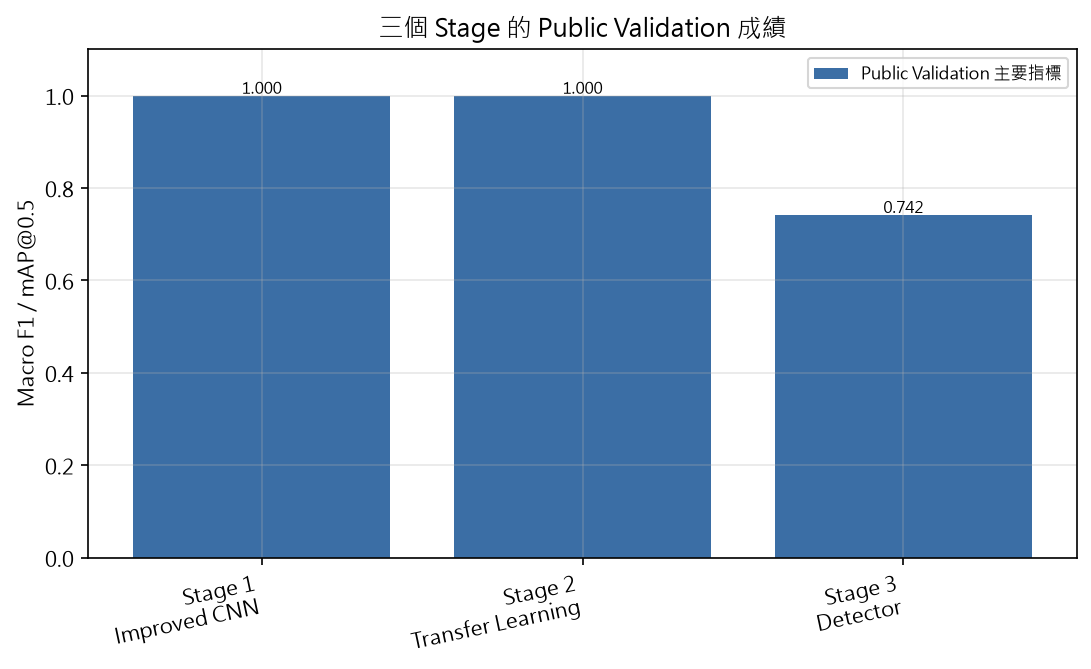 三個 Stage 的 Public Validation 成績
Public Validation 主要指標
Macro F1 / mAP@0.5
1.0
0.8
0.6
0.4
0.2
0.0
1.000
1.000
0.742
Stage 1
Improved CNN
Stage 2
Transfer Learning
Stage 3
Detector